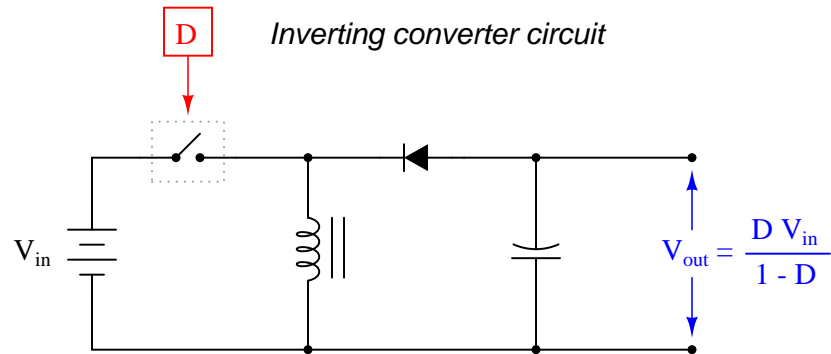 D
Inverting converter circuit
V_in
V_out = D V_in / 1 - D